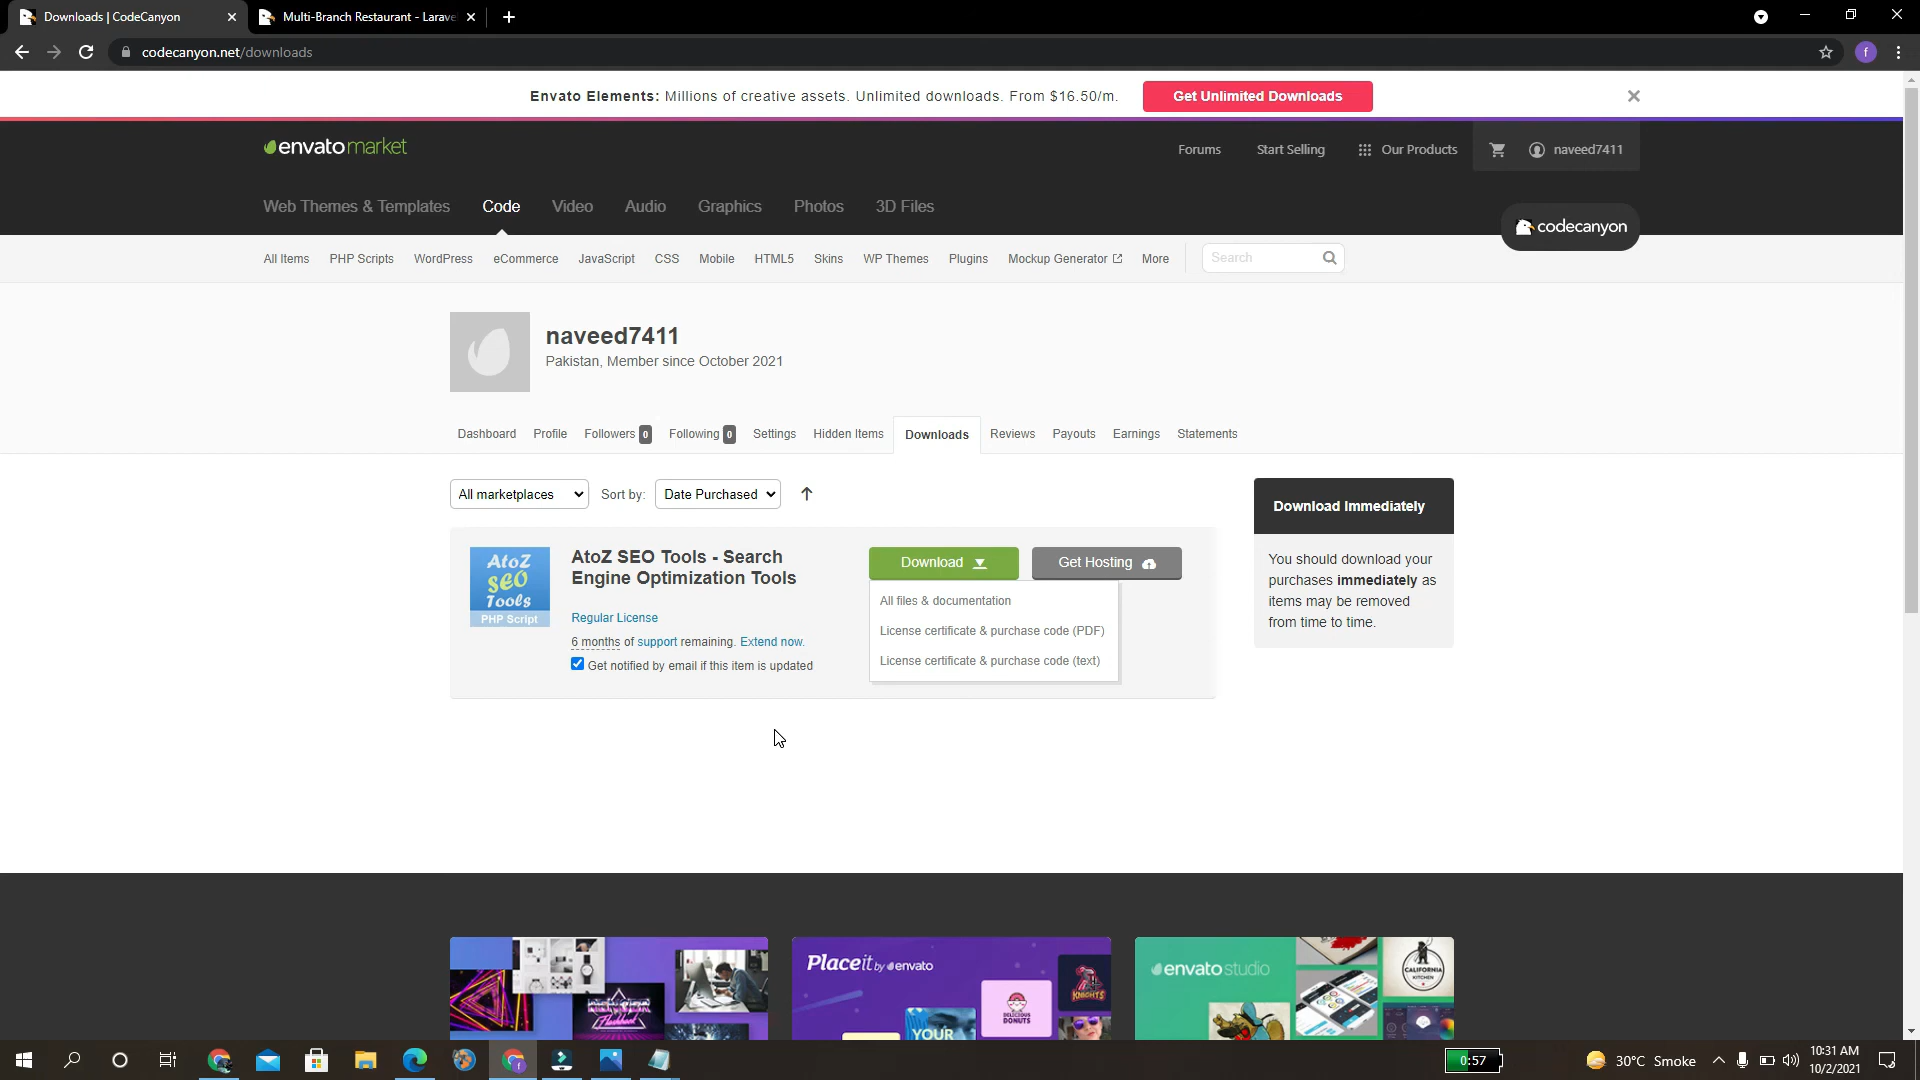 Downloads | CodeCanyon
Multi-Branch Restaurant - Larave
codecanyon.net/downloads
f
Envato Elements: Millions of creative assets. Unlimited downloads. From $16.50/m.
Get Unlimited Downloads
envatomarket
Forums
Start Selling
Our Products
naveed7411
Web Themes & Templates
Code
Video
Audio
Graphics
Photos
3D Files
codecanyon
All Items
PHP Scripts
WordPress
eCommerce
JavaScript
CSS
Mobile
HTML5
Skins
WP Themes
Plugins
Mockup Generator
More
Search
naveed7411
Pakistan, Member since October 2021
Dashboard
Profile
Followers 0
Following 0
Settings
Hidden Items
Downloads
Reviews
Payouts
Earnings
Statements
All marketplaces
Sort by:
Date Purchased
AtoZ
SEO
Tools
PHP Script
AtoZ SEO Tools - Search
Engine Optimization Tools
Regular License
6 months of support remaining. Extend now.
Get notified by email if this item is updated
Download
Get Hosting
All files & documentation
License certificate & purchase code (PDF)
License certificate & purchase code (text)
Download Immediately
You should download your
purchases immediately as
items may be removed
from time to time.
Placeit by envato
KNIGHTS
DELICIOUS
DONUTS
YOUR
envato studio
CALIFORNIA
KITCHEN
0:57
30°C Smoke
10:31 AM
10/2/2021